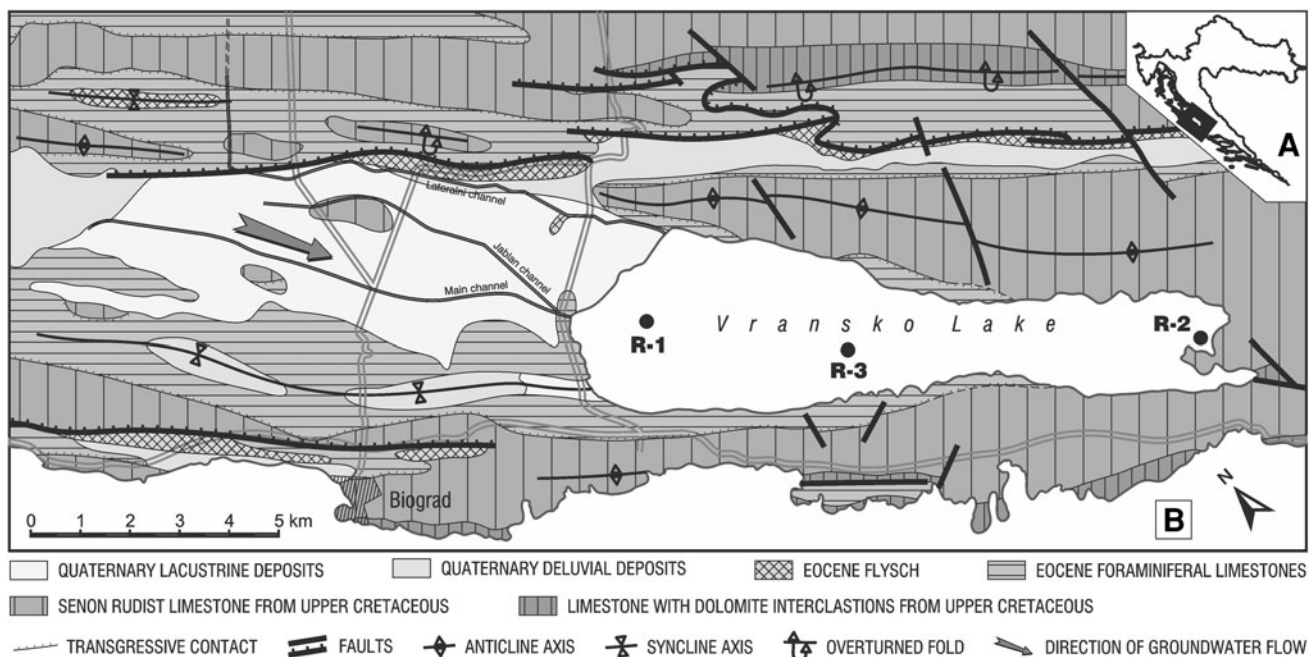 A
Lateralni channel
Jablan channel
Main channel
Vransko Lake
R-1
R-2
R-3
N
Biograd
B
0 1 2 3 4 5 km
QUATERNARY LACUSTRINE DEPOSITS QUATERNARY DELUVIAL DEPOSITS EOCENE FLYSCH EOCENE FORAMINIFERAL LIMESTONES
SENON RUDIST LIMESTONE FROM UPPER CRETACEOUS LIMESTONE WITH DOLOMITE INTERCLASTIONS FROM UPPER CRETACEOUS
TRANSGRESSIVE CONTACT FAULTS ANTICLINE AXIS SYNCLINE AXIS OVERTURNED FOLD DIRECTION OF GROUNDWATER FLOW